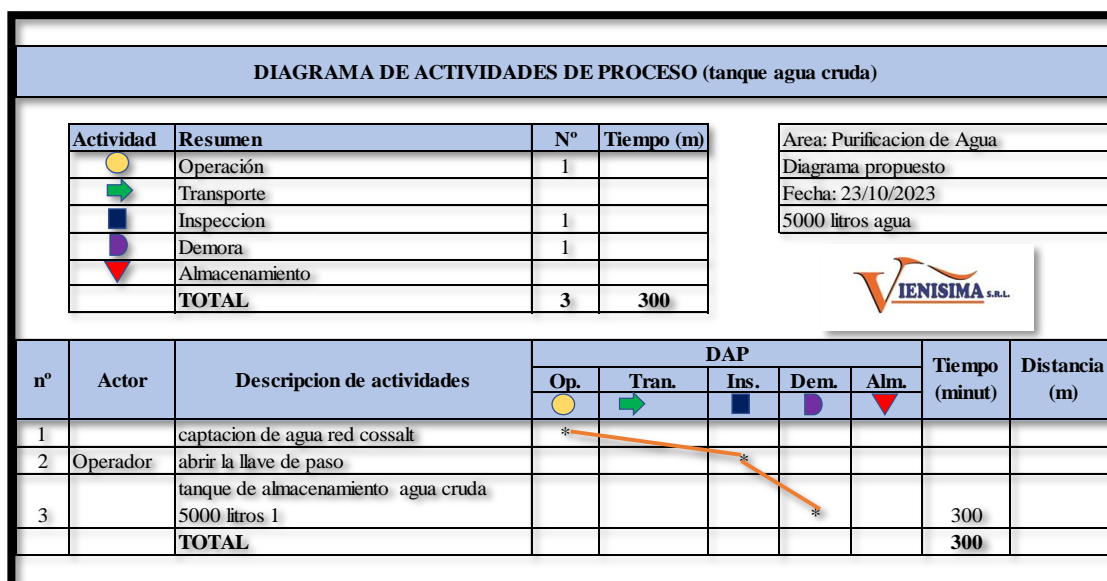 DIAGRAMA DE ACTIVIDADES DE PROCESO (tanque agua cruda)
Actividad Resumen Nº Tiempo (m)
Operación 1
Transporte
Inspeccion 1
Demora 1
Almacenamiento
TOTAL 3 300
Area: Purificacion de Agua
Diagrama propuesto
Fecha: 23/10/2023
5000 litros agua
VIENISIMA S.R.L.
nº Actor Descripcion de actividades DAP Tiempo (minut) Distancia (m)
Op. Tran. Ins. Dem. Alm.
1 captacion de agua red cossalt *
2 Operador abrir la llave de paso *
tanque de almacenamiento agua cruda
3 5000 litros 1 * 300
TOTAL 300